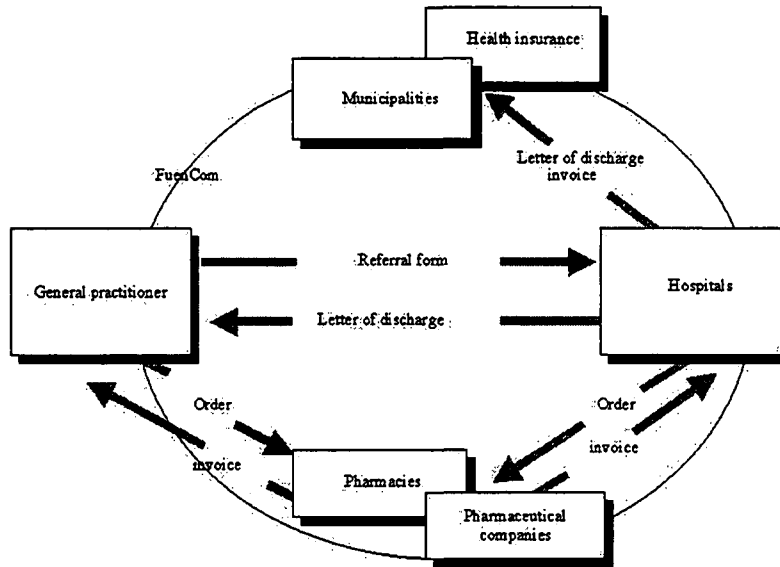 Health insurance
Municipalities
Letter of discharge
invoice
FuenCom
General practitioner
Referral form
Hospitals
Letter of discharge
Order
invoice
Order
invoice
Pharmacies
Pharmaceutical
companies